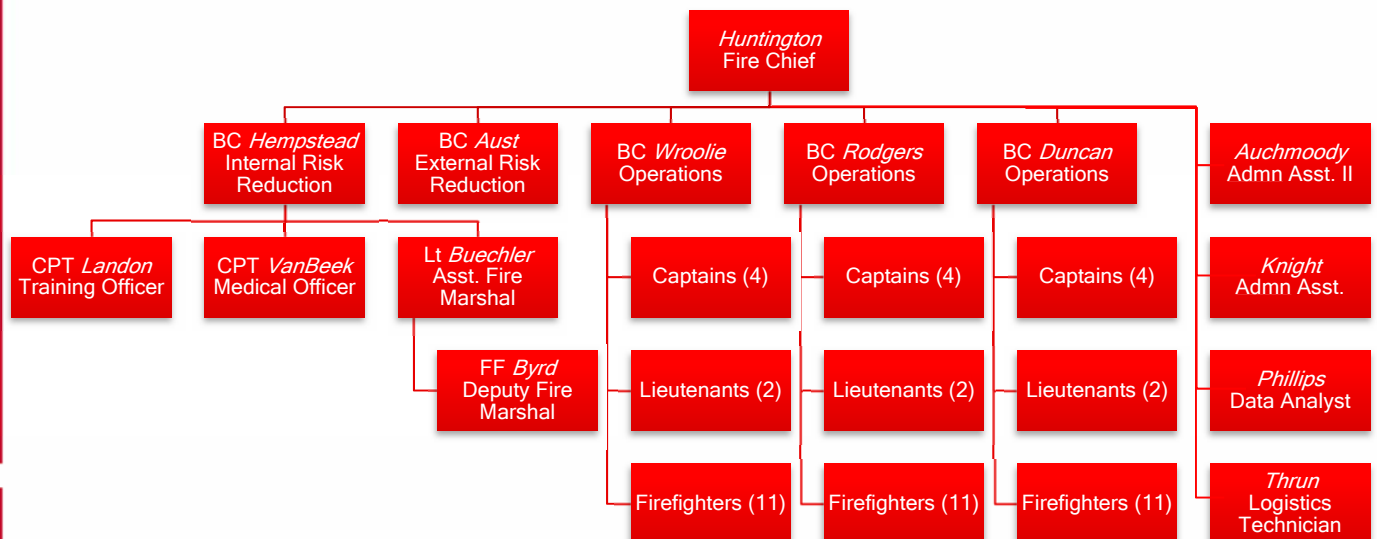 Huntington
Fire Chief
BC Hempstead
Internal Risk
Reduction
BC Aust
External Risk
Reduction
BC Wroolie
Operations
BC Rodgers
Operations
BC Duncan
Operations
Auchmoody
Admn Asst. II
CPT Landon
Training Officer
CPT VanBeek
Medical Officer
Lt Buechler
Asst. Fire
Marshal
Captains (4)
Captains (4)
Captains (4)
Knight
Admn Asst.
FF Byrd
Deputy Fire
Marshal
Lieutenants (2)
Lieutenants (2)
Lieutenants (2)
Phillips
Data Analyst
Firefighters (11)
Firefighters (11)
Firefighters (11)
Thrun
Logistics
Technician